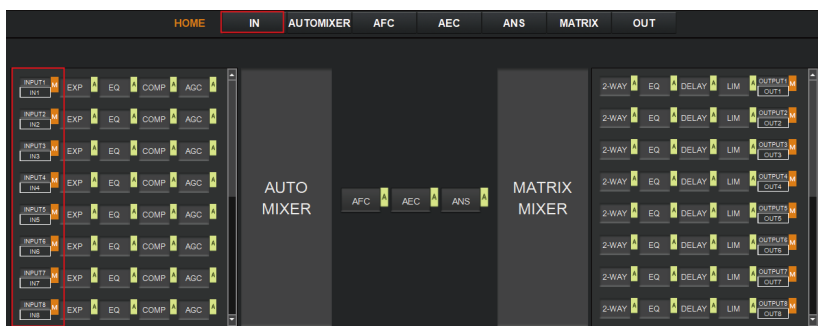 HOME IN AUTOMIXER AFC AEC ANS MATRIX OUT
INPUT1 M EXP A EQ A COMP A AGC A
IN1
INPUT2 M EXP A EQ A COMP A AGC A
IN2
INPUT3 M EXP A EQ A COMP A AGC A
IN3
INPUT4 M EXP A EQ A COMP A AGC A
IN4
INPUT5 M EXP A EQ A COMP A AGC A
IN5
INPUT6 M EXP A EQ A COMP A AGC A
IN6
INPUT7 M EXP A EQ A COMP A AGC A
IN7
INPUT8 M EXP A EQ A COMP A AGC A
IN8
AUTO
MIXER
AFC A AEC A ANS A
MATRIX
MIXER
2-WAY A EQ A DELAY A LIM A OUTPUT1 M
OUT1
2-WAY A EQ A DELAY A LIM A OUTPUT2 M
OUT2
2-WAY A EQ A DELAY A LIM A OUTPUT3 M
OUT3
2-WAY A EQ A DELAY A LIM A OUTPUT4 M
OUT4
2-WAY A EQ A DELAY A LIM A OUTPUT5 M
OUT5
2-WAY A EQ A DELAY A LIM A OUTPUT6 M
OUT6
2-WAY A EQ A DELAY A LIM A OUTPUT7 M
OUT7
2-WAY A EQ A DELAY A LIM A OUTPUT8 M
OUT8